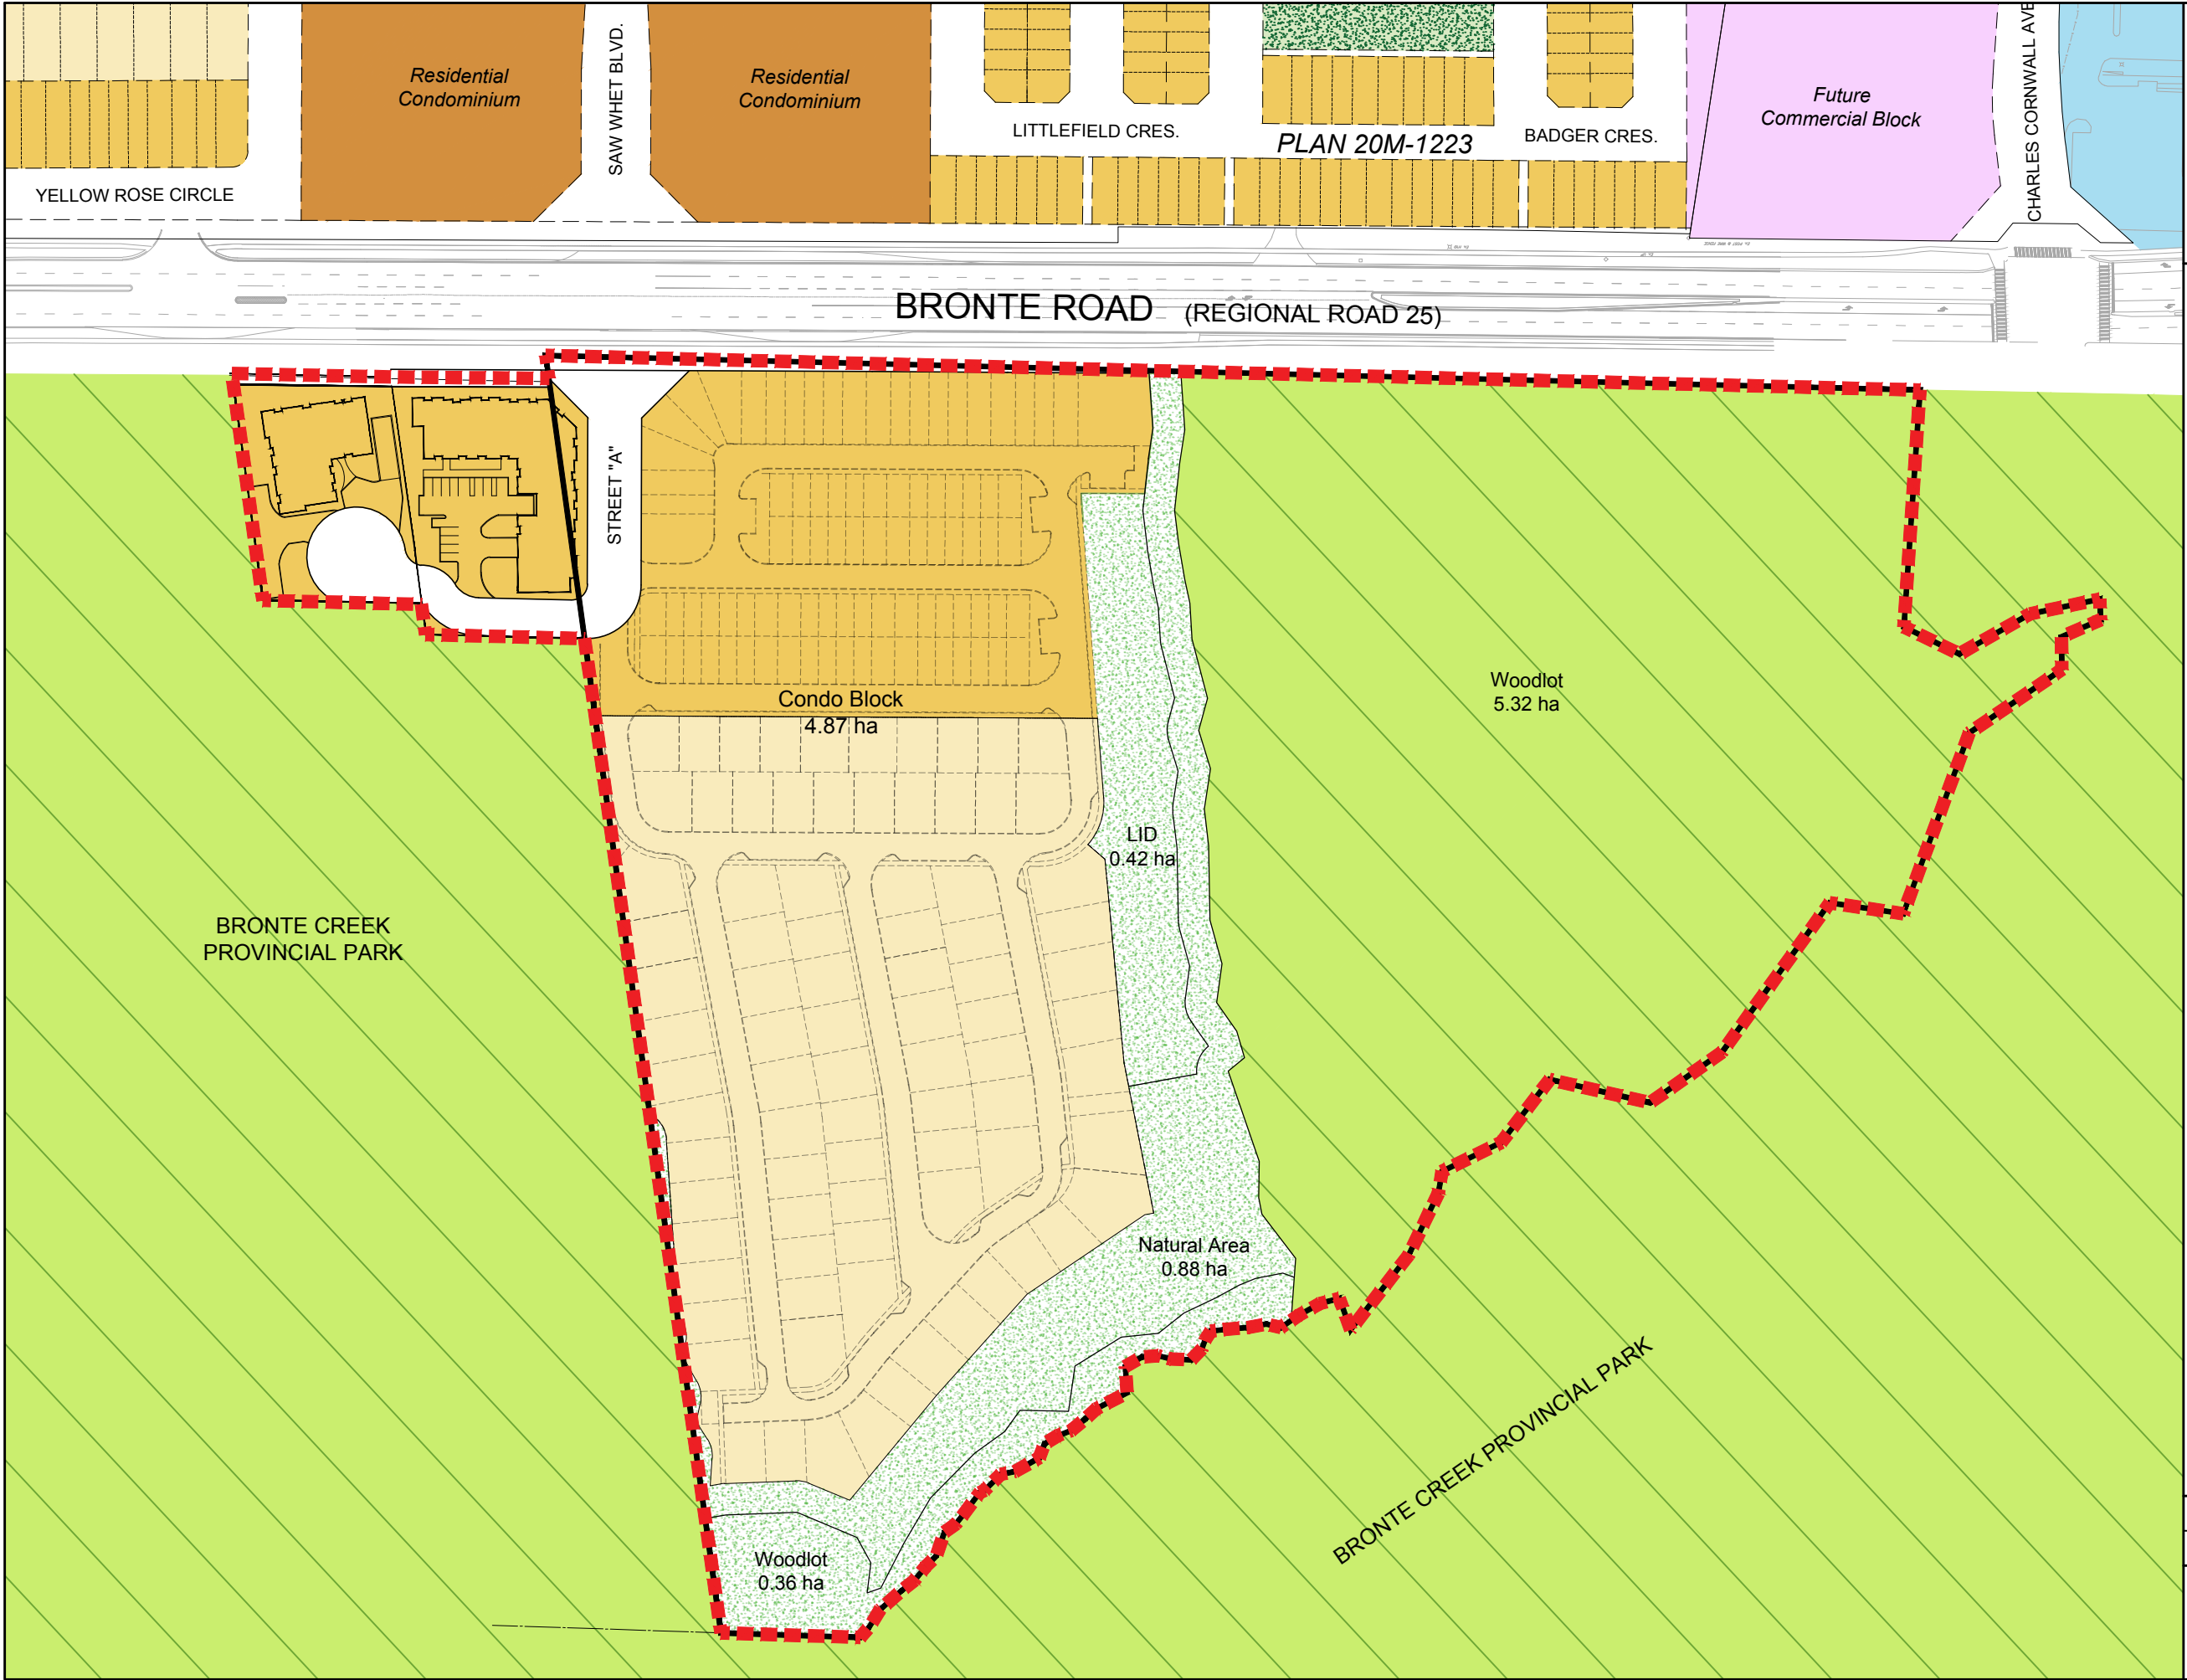 Residential
Condominium
SAW WHET BLVD.
Residential
Condominium
LITTLEFIELD CRES.
PLAN 20M-1223
BADGER CRES.
Future
Commercial Block
CHARLES CORNWALL AVE
YELLOW ROSE CIRCLE
BRONTE ROAD (REGIONAL ROAD 25)
STREET "A"
Condo Block
4.87 ha
Woodlot
5.32 ha
LID
0.42 ha
BRONTE CREEK
PROVINCIAL PARK
Natural Area
0.88 ha
BRONTE CREEK PROVINCIAL PARK
Woodlot
0.36 ha